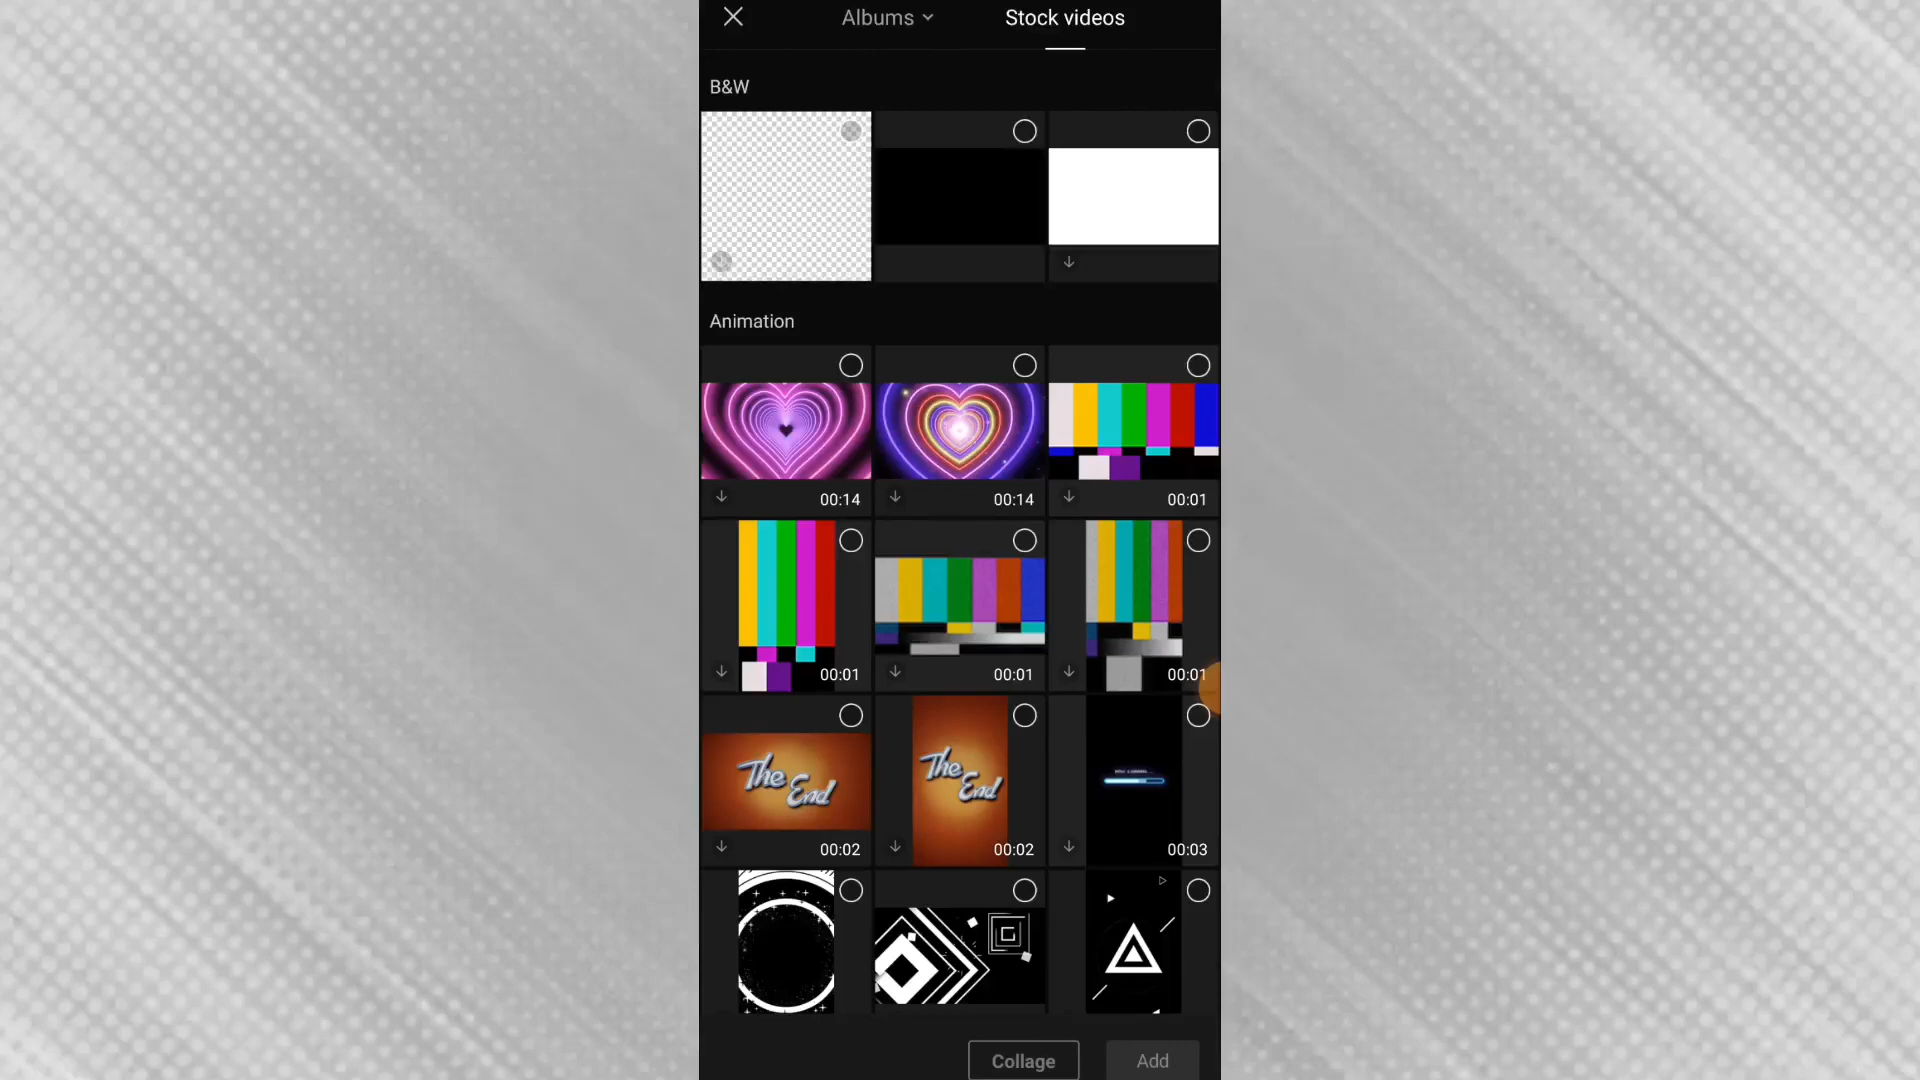 Albums Stock videos
B&W
Animation
00:14 00:14 00:01
00:01 00:01 00:01
The End
The End
00:02 00:02 00:03
Collage Add